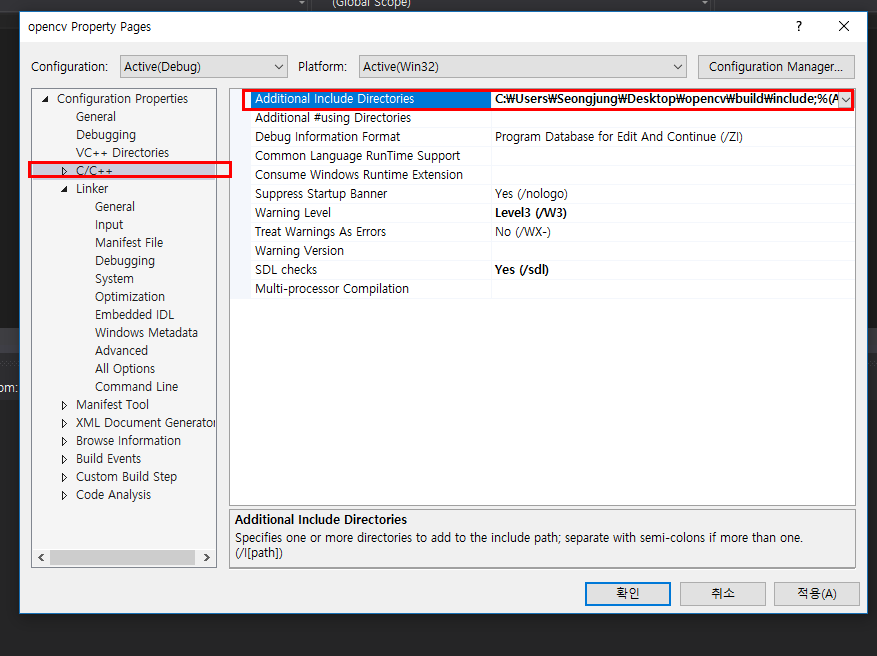 (Global Scope)
opencv Property Pages
?
Configuration: Active(Debug) Platform: Active(Win32) Configuration Manager...
Configuration Properties
General
Debugging
VC++ Directories
C/C++
Linker
General
Input
Manifest File
Debugging
System
Optimization
Embedded IDL
Windows Metadata
Advanced
All Options
Command Line
Manifest Tool
XML Document Generator
Browse Information
Build Events
Custom Build Step
Code Analysis
Additional Include Directories C:₩Users₩Seongjung₩Desktop₩opencv₩build₩include;%(A
Additional #using Directories
Debug Information Format Program Database for Edit And Continue (/ZI)
Common Language RunTime Support
Consume Windows Runtime Extension
Suppress Startup Banner Yes (/nologo)
Warning Level Level3 (/W3)
Treat Warnings As Errors No (/WX-)
Warning Version
SDL checks Yes (/sdl)
Multi-processor Compilation
Additional Include Directories
Specifies one or more directories to add to the include path; separate with semi-colons if more than one.
(/I[path])
확인 취소 적용(A)